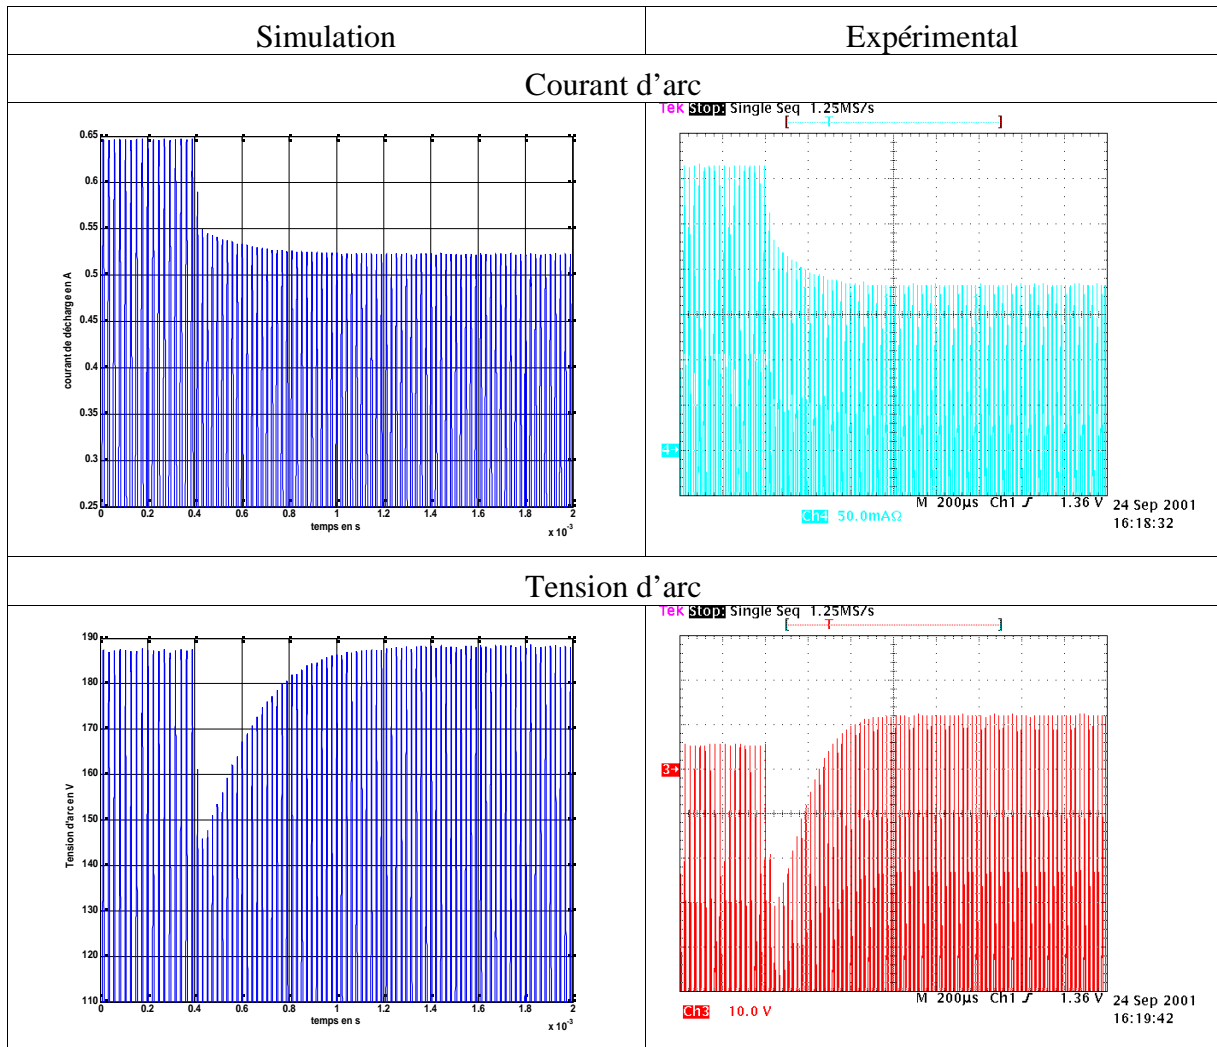 Simulation
Expérimental
Courant d'arc
Tek Stop: Single Seq 1.25MS/s
[ T ]
0.65
0.6
0.55
0.5
0.45
0.4
0.35
0.3
0.25
courant de décharge en A
0 0.2 0.4 0.6 0.8 1 1.2 1.4 1.6 1.8 2
temps en s
x 10-3
4→
M 200µs Ch1 ƒ 1.36 V
Ch4 50.0mAΩ
24 Sep 2001
16:18:32
Tension d'arc
Tek Stop: Single Seq 1.25MS/s
[ T ]
190
180
170
160
150
140
130
120
110
Tension d'arc en V
0 0.2 0.4 0.6 0.8 1 1.2 1.4 1.6 1.8 2
temps en s
x 10-3
3→
M 200µs Ch1 ƒ 1.36 V
Ch3 10.0 V
24 Sep 2001
16:19:42